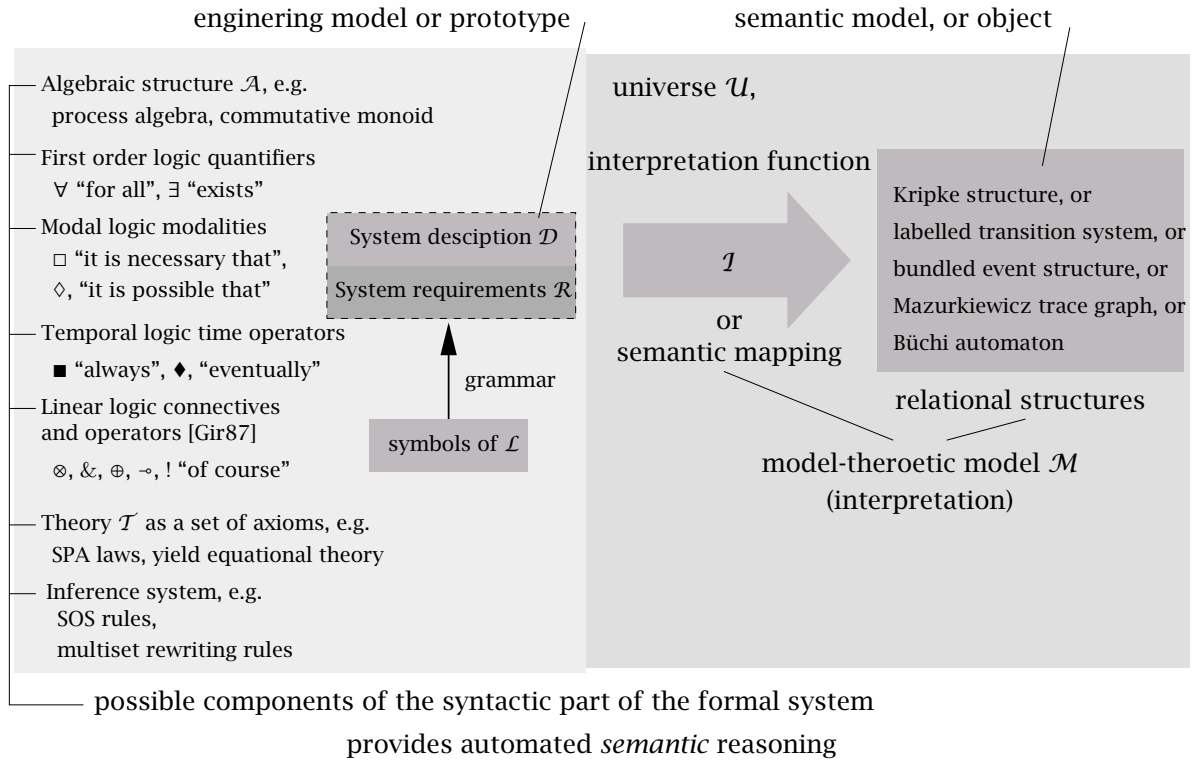 enginering model or prototype
semantic model, or object
Algebraic structure 𝒜, e.g.
process algebra, commutative monoid
First order logic quantifiers
∀ “for all”, ∃ “exists”
Modal logic modalities
□ “it is necessary that”,
◊, “it is possible that”
Temporal logic time operators
■ “always”, ♦, “eventually”
Linear logic connectives
and operators [Gir87]
⊗, &, ⊕, ⊸, ! “of course”
Theory 𝒯 as a set of axioms, e.g.
SPA laws, yield equational theory
Inference system, e.g.
SOS rules,
multiset rewriting rules
System desciption 𝒟
System requirements ℛ
grammar
symbols of ℒ
universe 𝒰,
interpretation function
ℐ
or
semantic mapping
Kripke structure, or
labelled transition system, or
bundled event structure, or
Mazurkiewicz trace graph, or
Büchi automaton
relational structures
model-theroetic model ℳ
(interpretation)
possible components of the syntactic part of the formal system
provides automated semantic reasoning